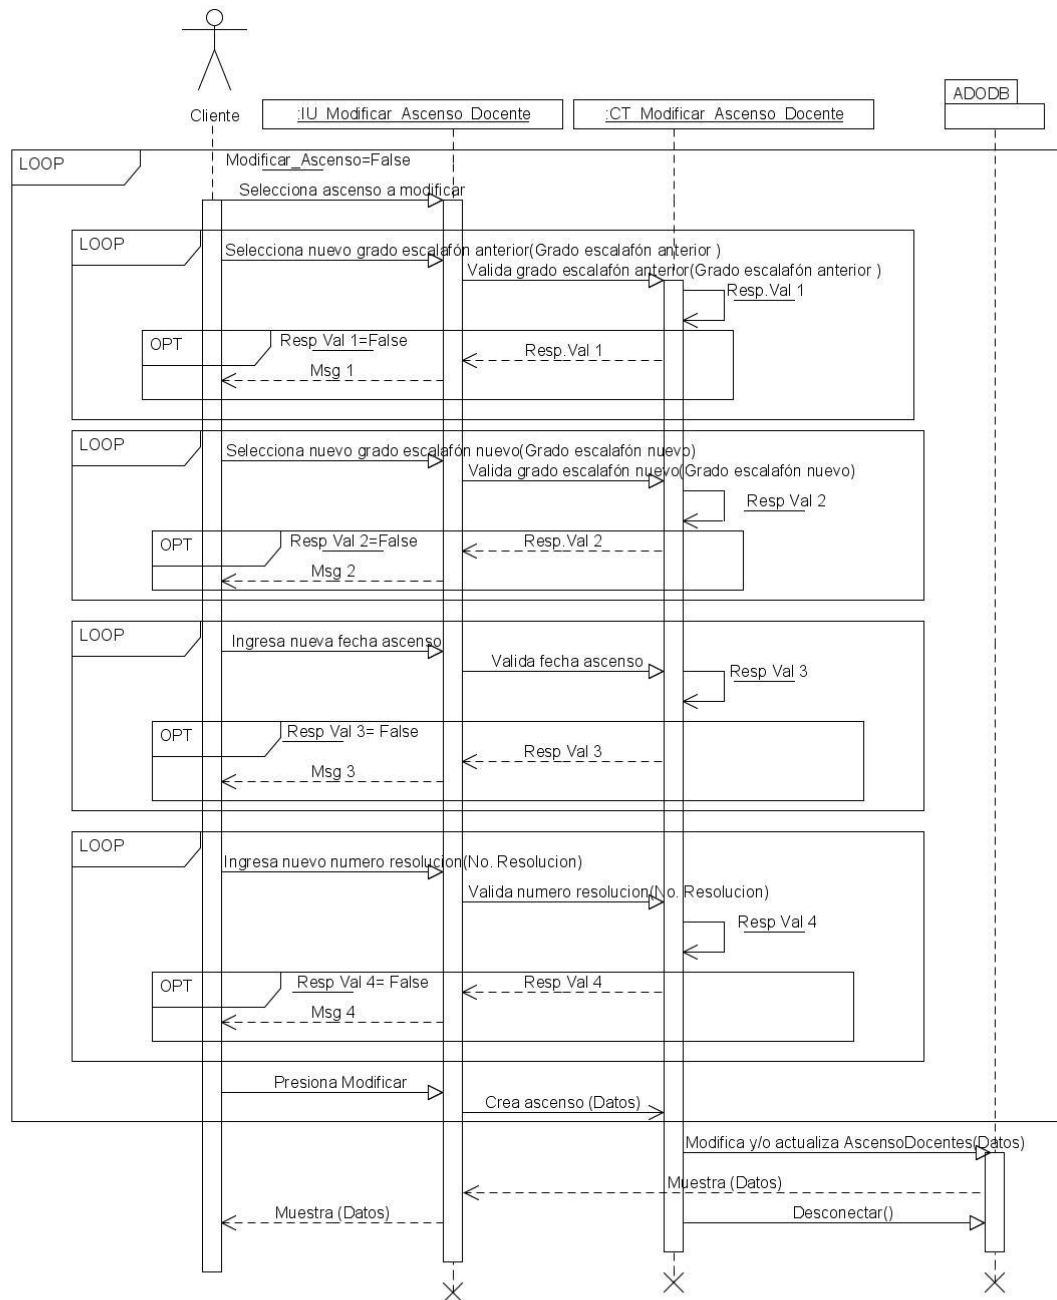 Cliente
:IU_Modificar_Ascenso_Docente
:CT_Modificar_Ascenso_Docente
ADODB
LOOP
Modificar_Ascenso=False
Selecciona ascenso a modificar
LOOP
Selecciona nuevo grado escalafón anterior(Grado escalafón anterior )
Valida grado escalafón anterior(Grado escalafón anterior )
Resp.Val 1
OPT
Resp Val 1=False
Resp.Val 1
Msg 1
LOOP
Selecciona nuevo grado escalafón nuevo(Grado escalafón nuevo)
Valida grado escalafón nuevo(Grado escalafón nuevo)
Resp Val 2
OPT
Resp Val 2=False
Resp.Val 2
Msg 2
LOOP
Ingresa nueva fecha ascenso
Valida fecha ascenso
Resp Val 3
OPT
Resp Val 3= False
Resp Val 3
Msg 3
LOOP
Ingresa nuevo numero resolucion(No. Resolucion)
Valida numero resolucion(No. Resolucion)
Resp Val 4
OPT
Resp Val 4= False
Resp Val 4
Msg 4
Presiona Modificar
Crea ascenso (Datos)
Modifica y/o actualiza AscensoDocentes(Datos)
Muestra (Datos)
Muestra (Datos)
Desconectar()